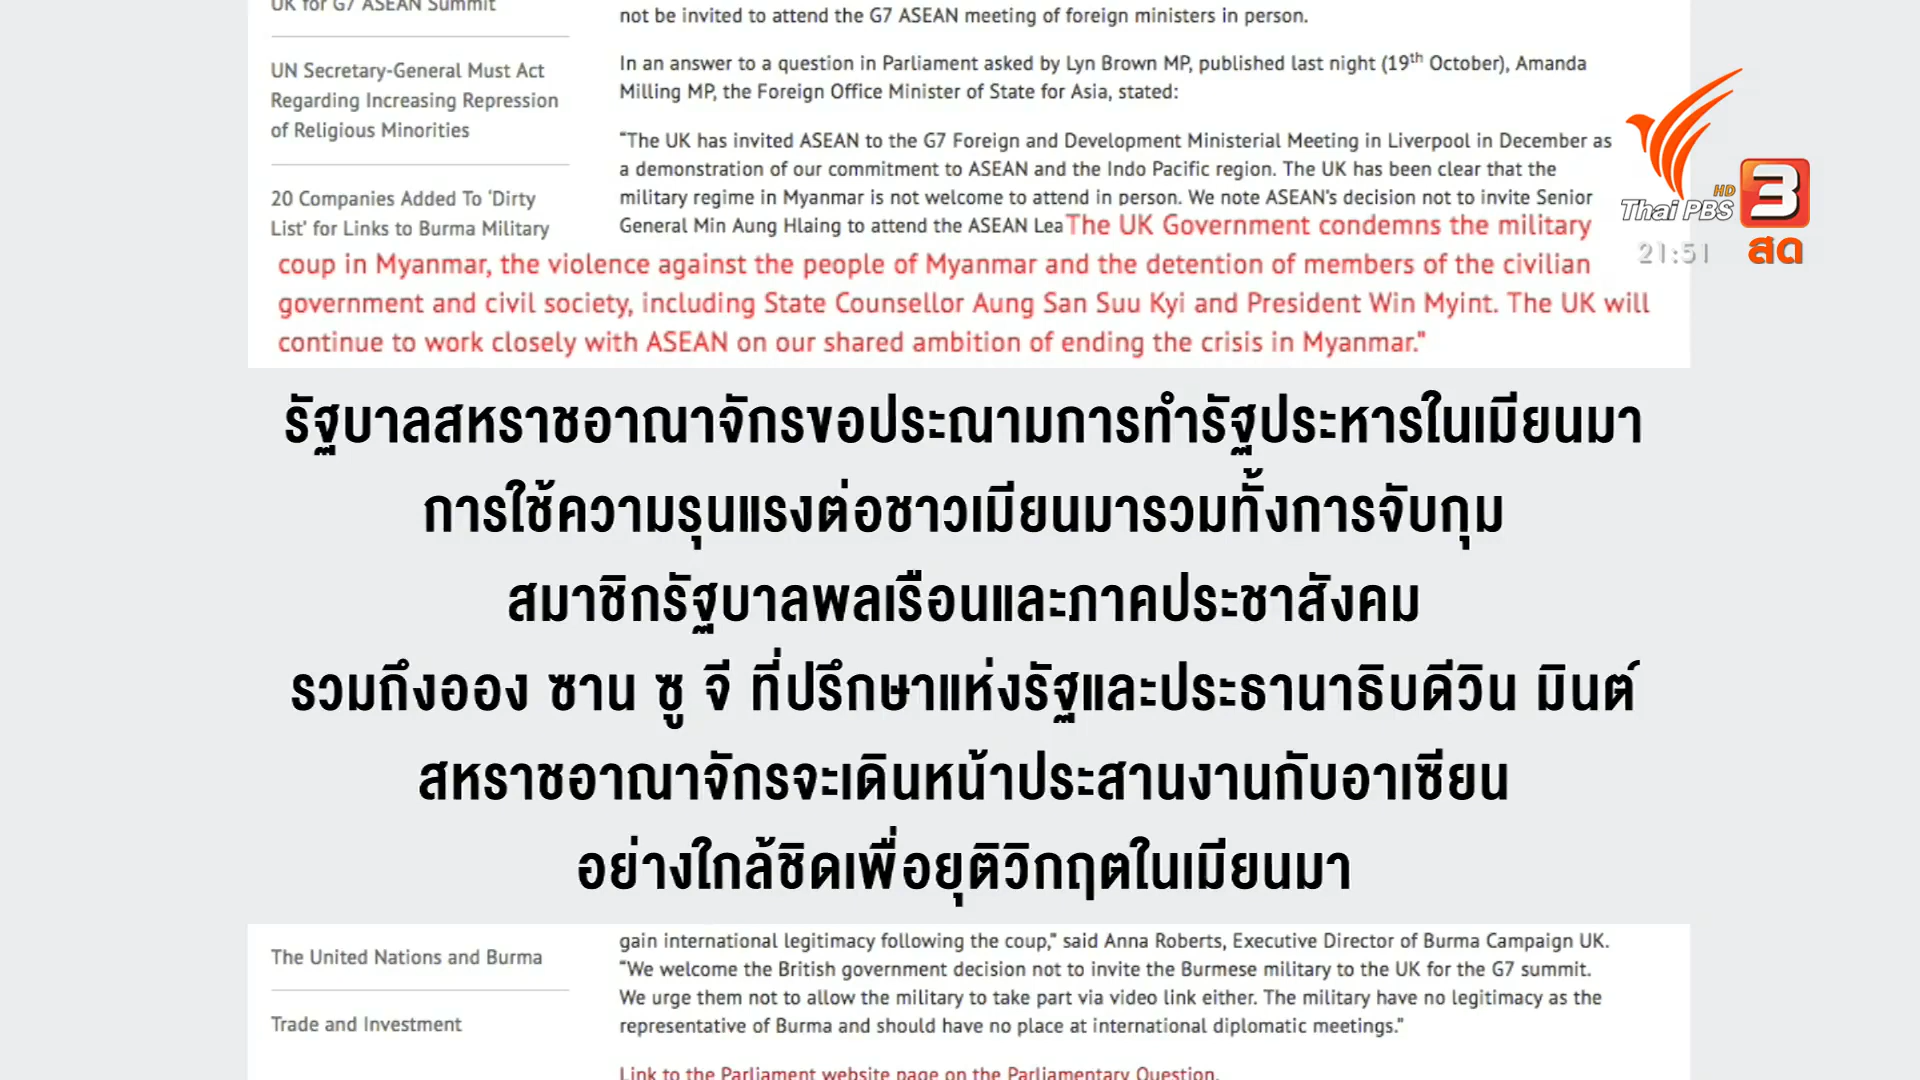 UK for G7 ASEAN Summit
UN Secretary-General Must Act
Regarding Increasing Repression
of Religious Minorities
20 Companies Added To ‘Dirty
List’ for Links to Burma Military
not be invited to attend the G7 ASEAN meeting of foreign ministers in person.
In an answer to a question in Parliament asked by Lyn Brown MP, published last night (19th October), Amanda
Milling MP, the Foreign Office Minister of State for Asia, stated:
“The UK has invited ASEAN to the G7 Foreign and Development Ministerial Meeting in Liverpool in December as
a demonstration of our commitment to ASEAN and the Indo Pacific region. The UK has been clear that the
military regime in Myanmar is not welcome to attend in person. We note ASEAN’s decision not to invite Senior
General Min Aung Hlaing to attend the ASEAN Lea
The UK Government condemns the military
coup in Myanmar, the violence against the people of Myanmar and the detention of members of the civilian
government and civil society, including State Counsellor Aung San Suu Kyi and President Win Myint. The UK will
continue to work closely with ASEAN on our shared ambition of ending the crisis in Myanmar.”
Thai PBS HD 3
21:51 สด
รัฐบาลสหราชอาณาจักรขอประณามการทำรัฐประหารในเมียนมา
การใช้ความรุนแรงต่อชาวเมียนมารวมทั้งการจับกุม
สมาชิกรัฐบาลพลเรือนและภาคประชาสังคม
รวมถึงออง ซาน ซู จี ที่ปรึกษาแห่งรัฐและประธานาธิบดีวิน มินต์
สหราชอาณาจักรจะเดินหน้าประสานงานกับอาเซียน
อย่างใกล้ชิดเพื่อยุติวิกฤตในเมียนมา
The United Nations and Burma
Trade and Investment
gain international legitimacy following the coup,” said Anna Roberts, Executive Director of Burma Campaign UK.
“We welcome the British government decision not to invite the Burmese military to the UK for the G7 summit.
We urge them not to allow the military to take part via video link either. The military have no legitimacy as the
representative of Burma and should have no place at international diplomatic meetings.”
Link to the Parliament website page on the Parliamentary Question.